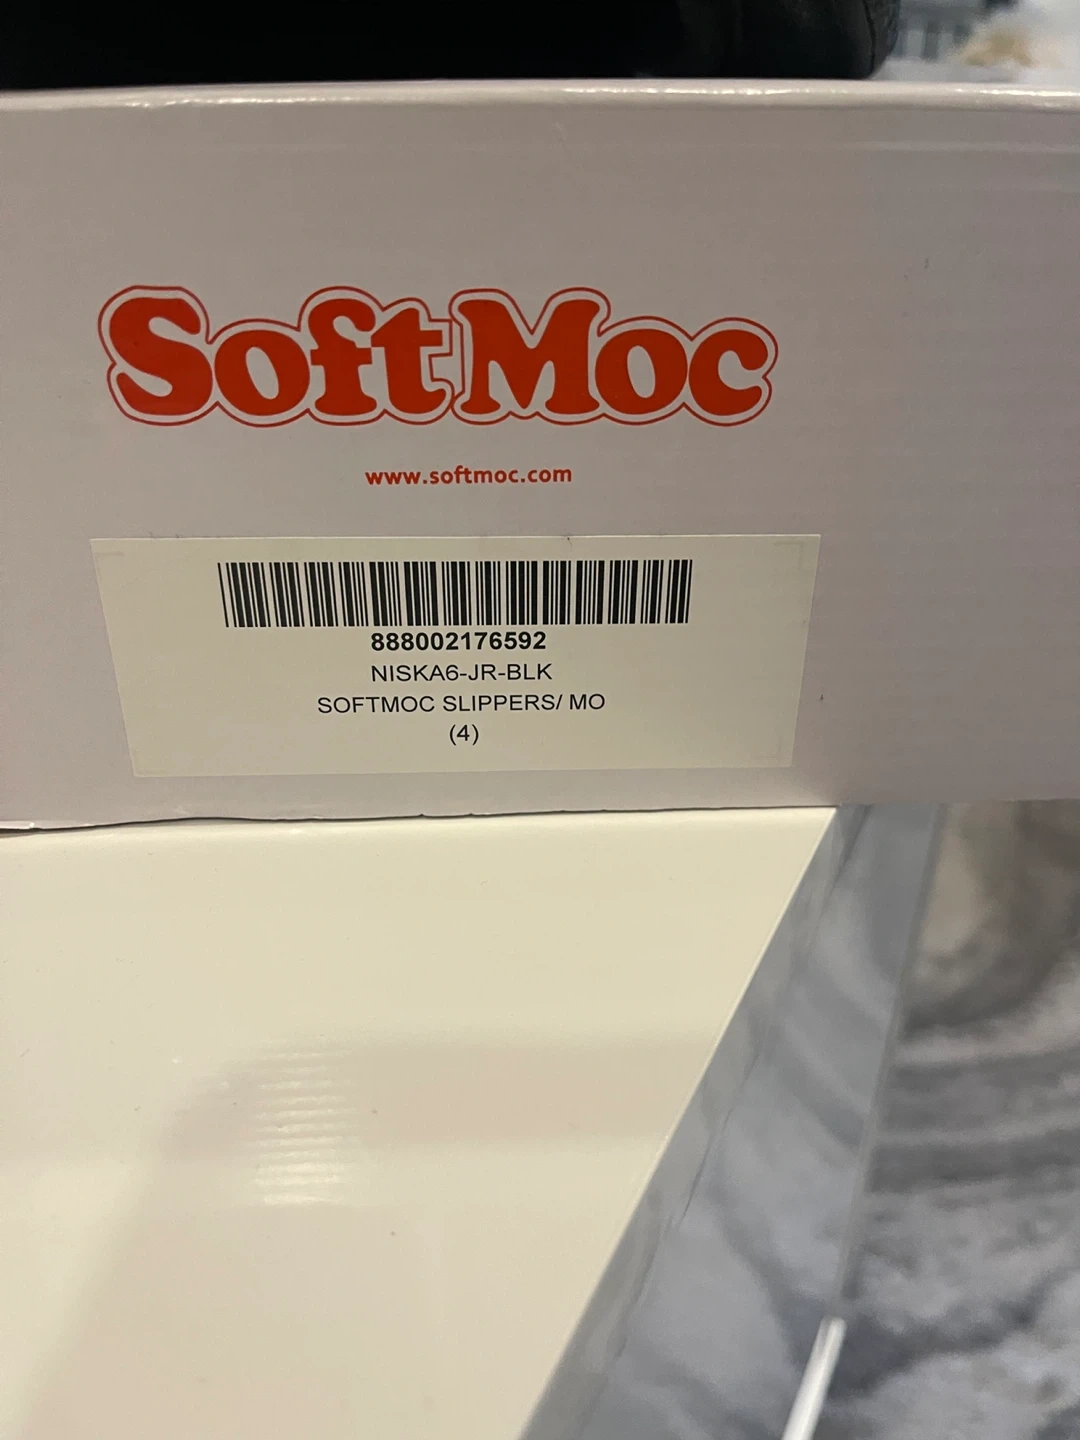 SoftMoc
www.softmoc.com
888002176592
NISKA6-JR-BLK
SOFTMOC SLIPPERS/ MO
(4)